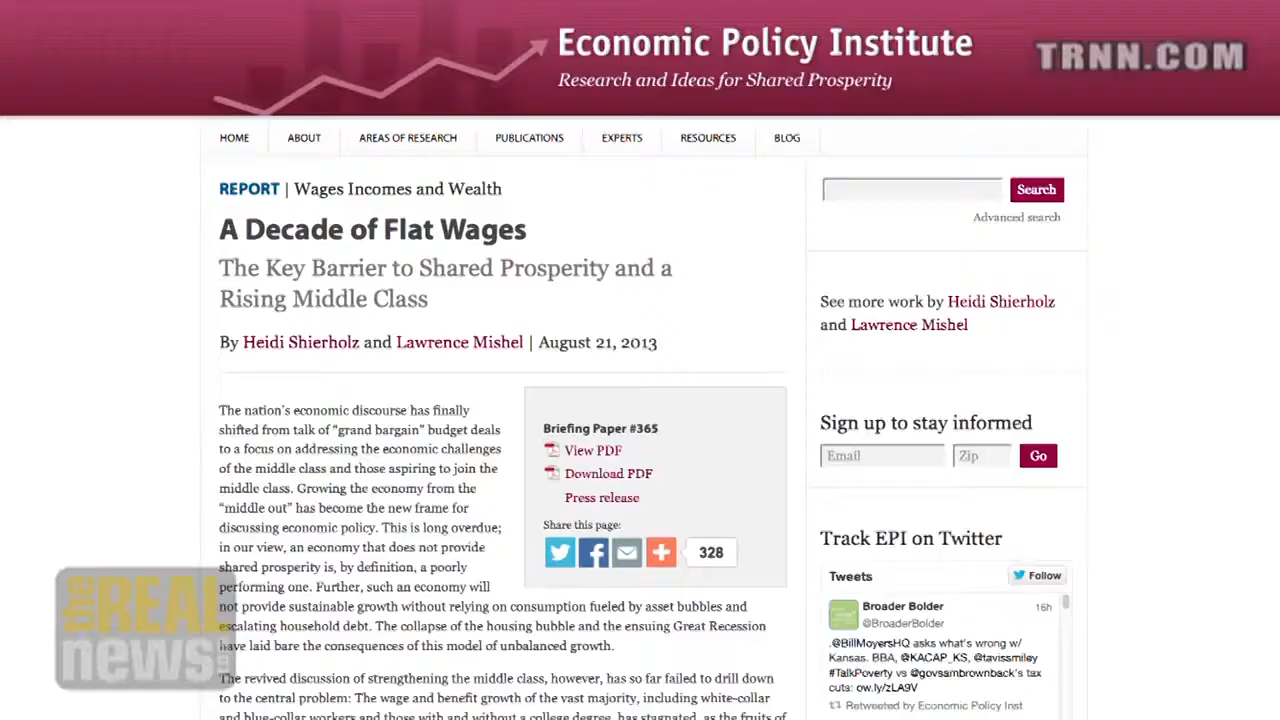 Economic Policy Institute
Research and Ideas for Shared Prosperity
TRNN.COM
HOME ABOUT AREAS OF RESEARCH PUBLICATIONS EXPERTS RESOURCES BLOG
REPORT | Wages Incomes and Wealth
A Decade of Flat Wages
The Key Barrier to Shared Prosperity and a
Rising Middle Class
By Heidi Shierholz and Lawrence Mishel | August 21, 2013
The nation's economic discourse has finally
shifted from talk of “grand bargain” budget deals
to a focus on addressing the economic challenges
of the middle class and those aspiring to join the
middle class. Growing the economy from the
“middle out” has become the new frame for
discussing economic policy. This is long overdue;
in our view, an economy that does not provide
shared prosperity is, by definition, a poorly
performing one. Further, such an economy will
not provide sustainable growth without relying on consumption fueled by asset bubbles and
escalating household debt. The collapse of the housing bubble and the ensuing Great Recession
have laid bare the consequences of this model of unbalanced growth.
The revised discussion of strengthening the middle class, however, has so far failed to drill down
to the central problem: The wage and benefit growth of the vast majority, including white-collar
and blue-collar workers and those with and without a college degree, has stagnated, as the fruits of
Briefing Paper #365
View PDF
Download PDF
Press release
Share this page:
328
Search
Advanced search
See more work by Heidi Shierholz
and Lawrence Mishel
Sign up to stay informed
Email Zip Go
Track EPI on Twitter
Tweets Follow
Broader Bolder 16h
@BroaderBolder
.@BillMoyersHQ asks what's wrong w/
Kansas. BBA, @KACAP_KS, @tavissmiley
#TalkPoverty vs @govsambrownback's tax
cuts: ow.ly/zLA9V
Retweeted by Economic Policy Inst
the REAL
news.com